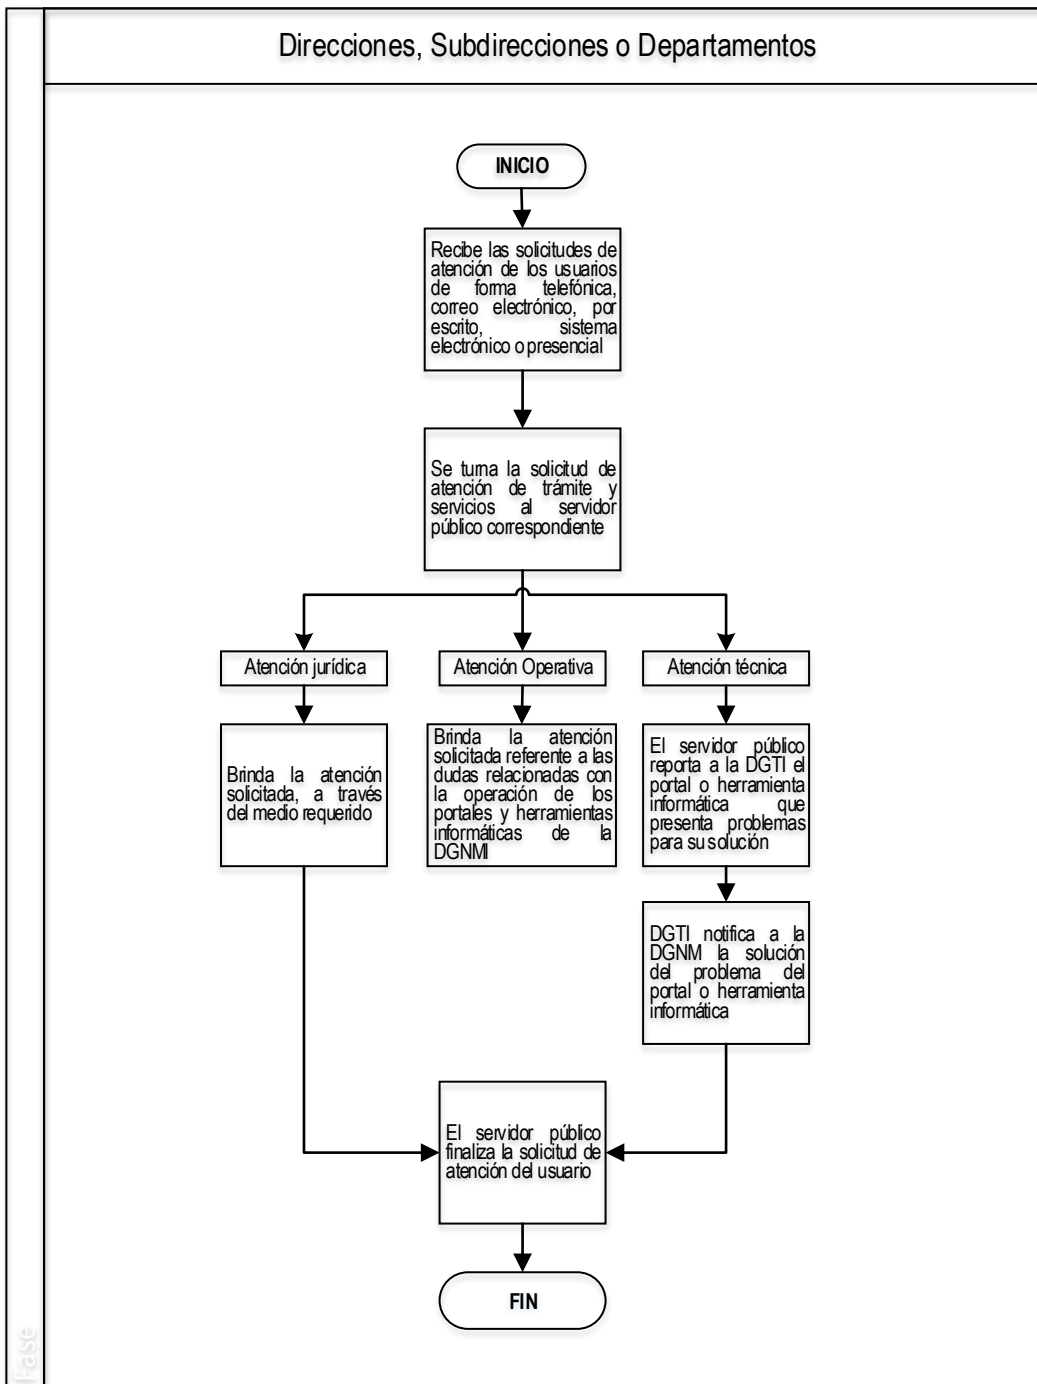 Direcciones, Subdirecciones o Departamentos
INICIO
Recibe las solicitudes de
atención de los usuarios
de forma telefónica,
correo electrónico, por
escrito, sistema
electrónico o presencial
Se turna la solicitud de
atención de trámite y
servicios al servidor
público correspondiente
Atención jurídica
Atención Operativa
Atención técnica
Brinda la atención
solicitada, a través
del medio requerido
Brinda la atención
solicitada referente a las
dudas relacionadas con
la operación de los
portales y herramientas
informáticas de la
DGNMI
El servidor público
reporta a la DGTI el
portal o herramienta
informática que
presenta problemas
para su solución
DGTI notifica a la
DGNM la solución
del problema del
portal o herramienta
informática
El servidor público
finaliza la solicitud de
atención del usuario
FIN
Fase